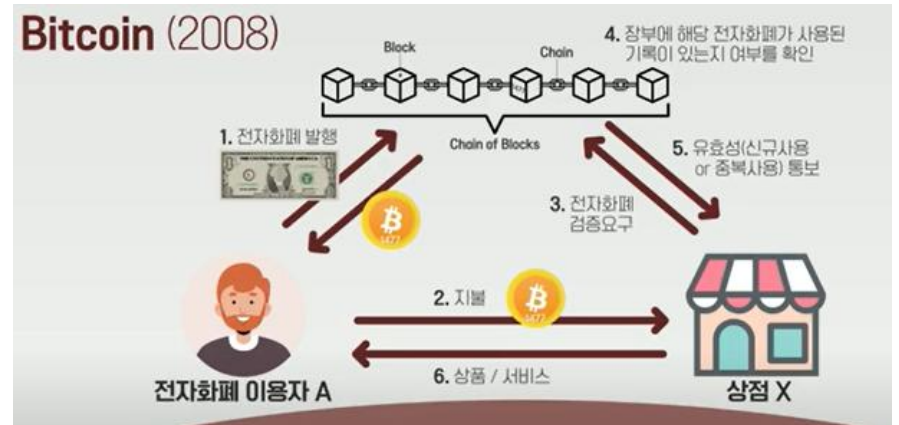 Bitcoin (2008)
Block
Chain
Chain of Blocks
1. 전자화폐 발행
1477
2. 지불
1477
3. 전자화폐
검증요구
4. 장부에 해당 전자화폐가 사용된
기록이 있는지 여부를 확인
5. 유효성(신규사용
or 중복사용) 통보
6. 상품 / 서비스
전자화폐 이용자 A
상점 X